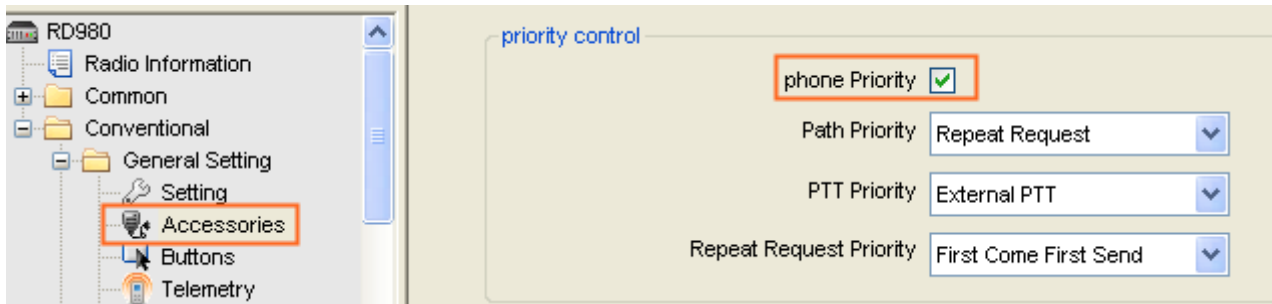 RD980
Radio Information
Common
Conventional
General Setting
Setting
Accessories
Buttons
Telemetry
priority control
phone Priority
Path Priority Repeat Request
PTT Priority External PTT
Repeat Request Priority First Come First Send